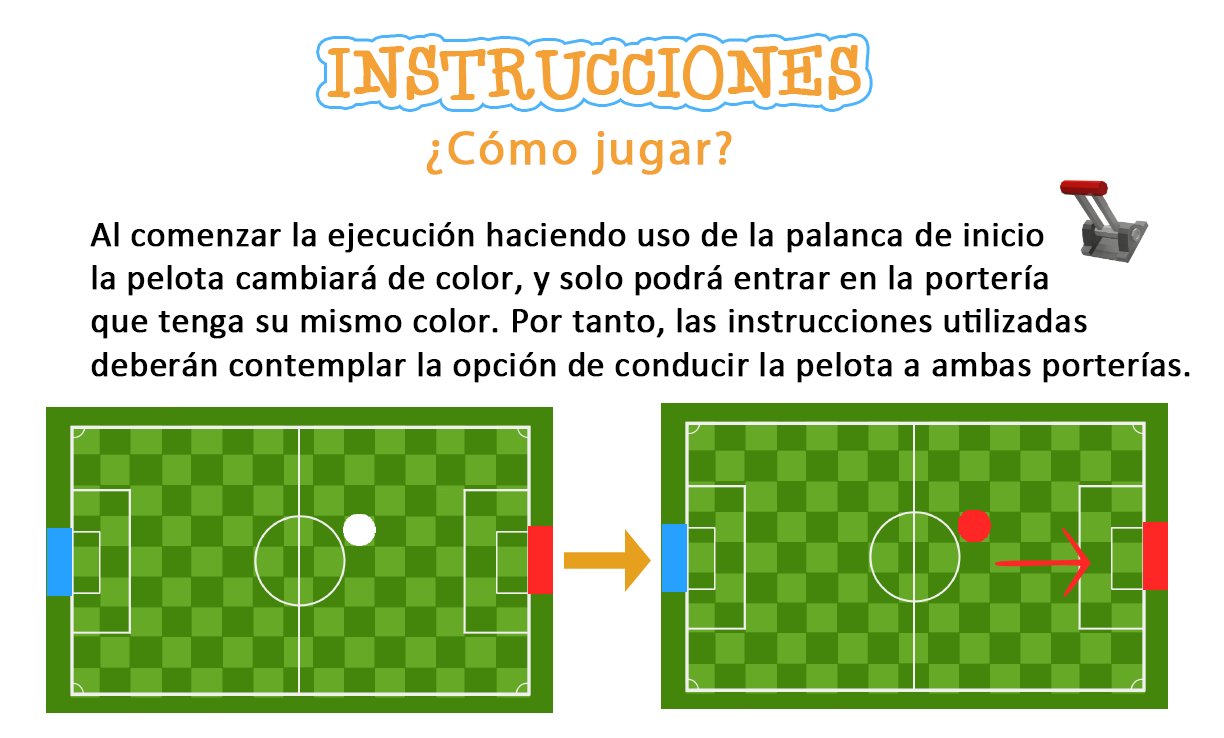 INSTRUCCIONES
¿Cómo jugar?
Al comenzar la ejecución haciendo uso de la palanca de inicio
la pelota cambiará de color, y solo podrá entrar en la portería
que tenga su mismo color. Por tanto, las instrucciones utilizadas
deberán contemplar la opción de conducir la pelota a ambas porterías.